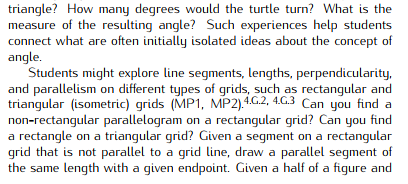 triangle? How many degrees would the turtle turn? What is the
measure of the resulting angle? Such experiences help students
connect what are often initially isolated ideas about the concept of
angle.
Students might explore line segments, lengths, perpendicularity,
and parallelism on different types of grids, such as rectangular and
triangular (isometric) grids (MP1, MP2).4.G.2, 4.G.3 Can you find a
non-rectangular parallelogram on a rectangular grid? Can you find
a rectangle on a triangular grid? Given a segment on a rectangular
grid that is not parallel to a grid line, draw a parallel segment of
the same length with a given endpoint. Given a half of a figure and